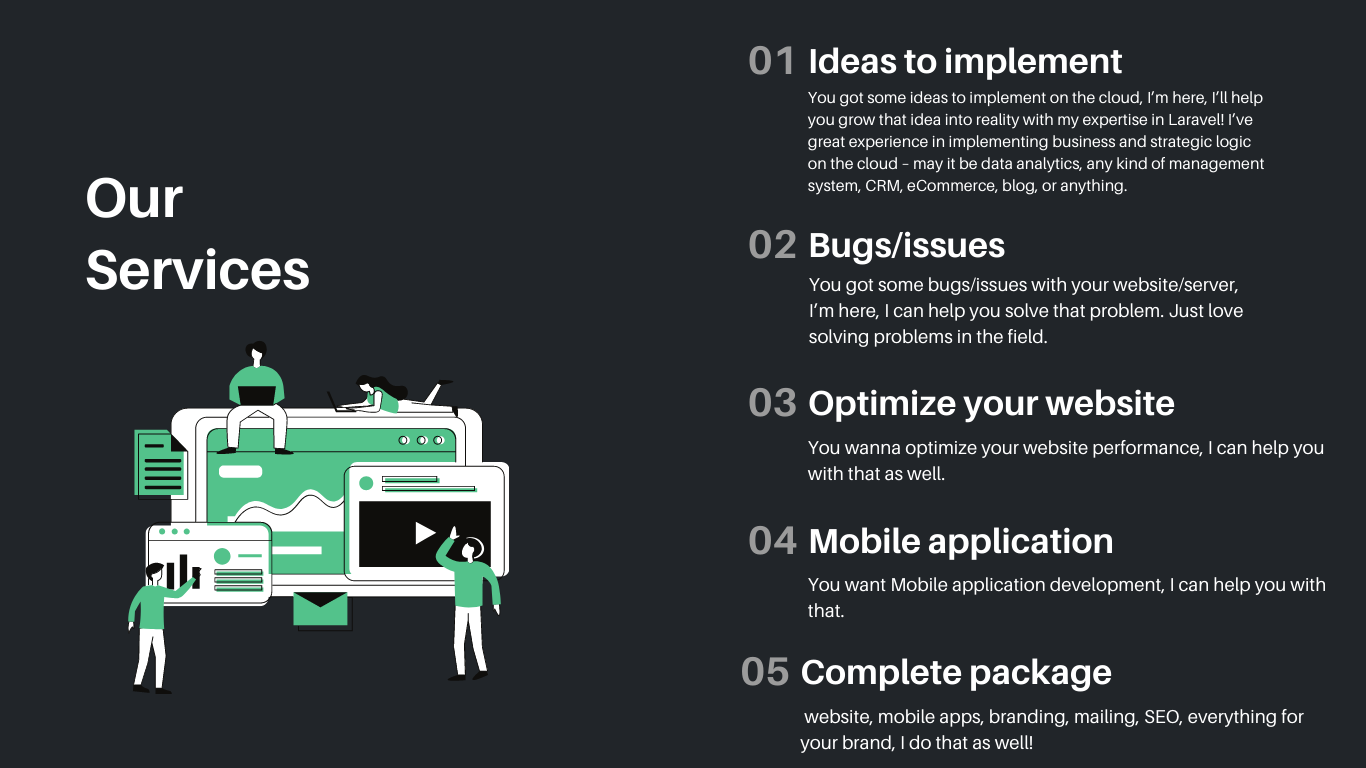 Our
Services
01 Ideas to implement
You got some ideas to implement on the cloud, I’m here, I’ll help
you grow that idea into reality with my expertise in Laravel! I’ve
great experience in implementing business and strategic logic
on the cloud – may it be data analytics, any kind of management
system, CRM, eCommerce, blog, or anything.
02 Bugs/issues
You got some bugs/issues with your website/server,
I’m here, I can help you solve that problem. Just love
solving problems in the field.
03 Optimize your website
You wanna optimize your website performance, I can help you
with that as well.
04 Mobile application
You want Mobile application development, I can help you with
that.
05 Complete package
website, mobile apps, branding, mailing, SEO, everything for
your brand, I do that as well!